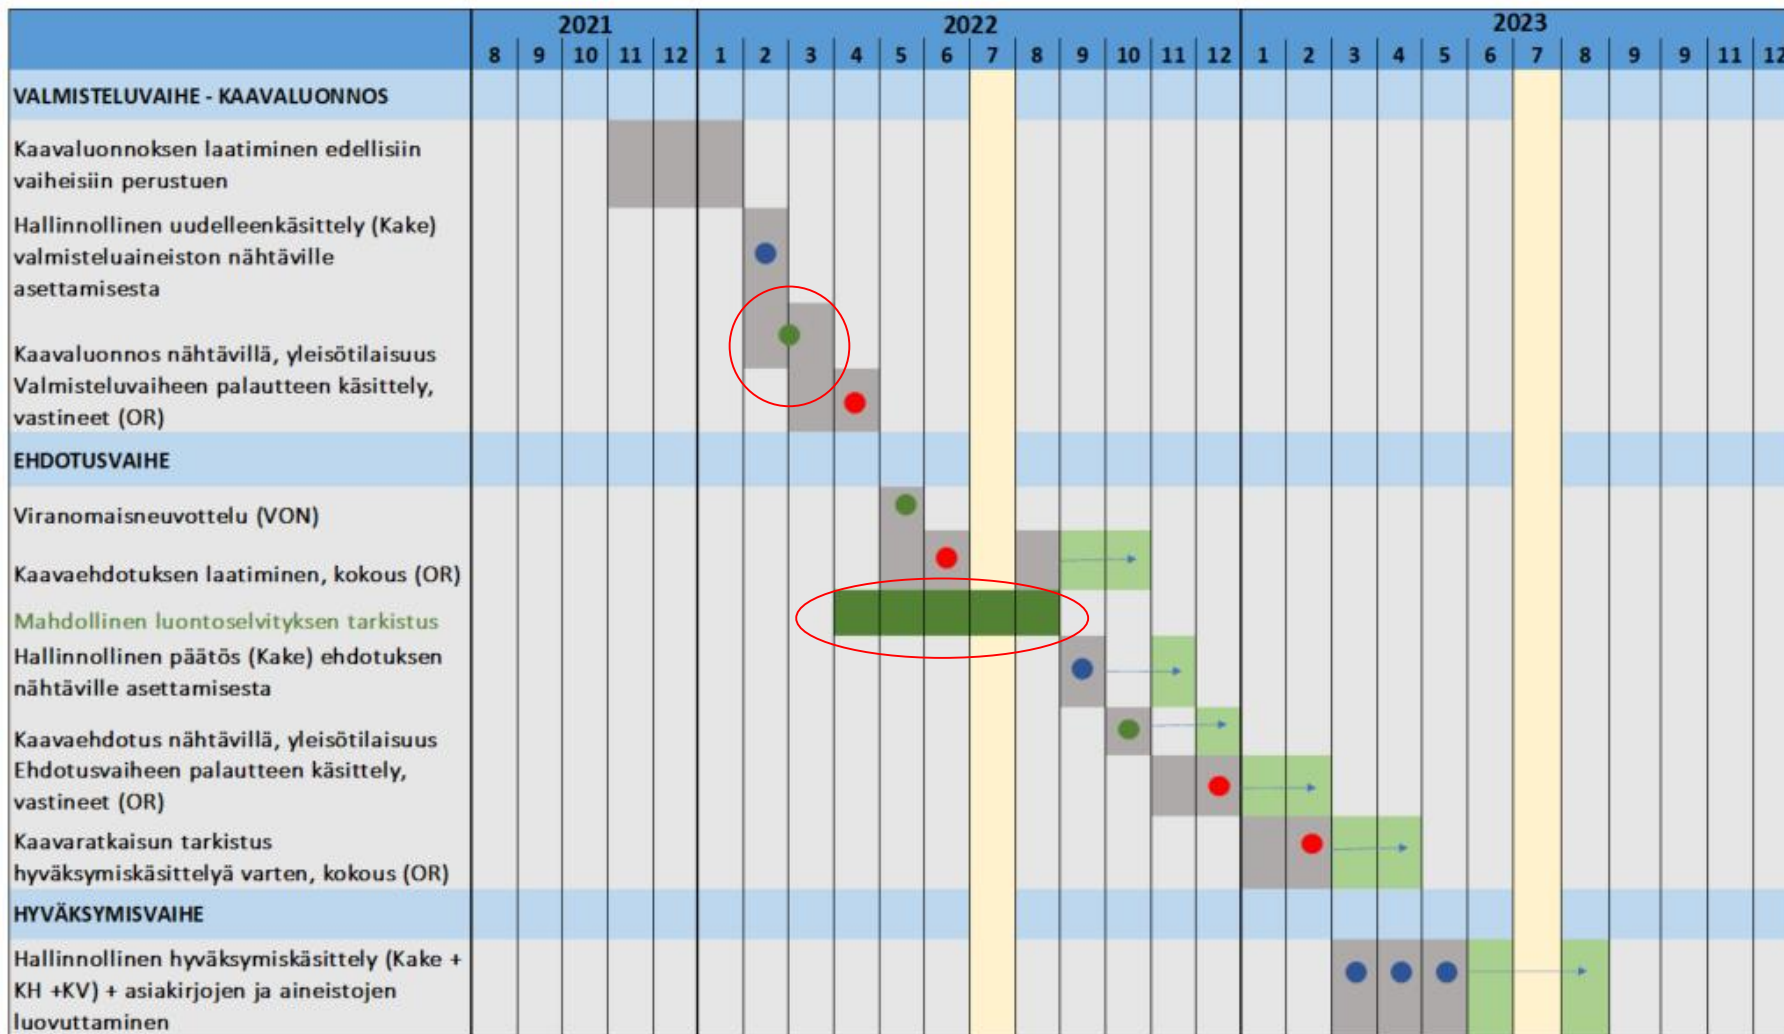 2021 2022 2023
8 9 10 11 12 1 2 3 4 5 6 7 8 9 10 11 12 1 2 3 4 5 6 7 8 9 9 11 12
VALMISTELUVAIHE - KAAVALUONNOS
Kaavaluonnoksen laatiminen edellisiin
vaiheisiin perustuen
Hallinnollinen uudelleenkäsittely (Kake)
valmisteluaineiston nähtäville
asettamisesta
Kaavaluonnos nähtävillä, yleisötilaisuus
Valmisteluvaiheen palautteen käsittely,
vastineet (OR)
EHDOTUSVAIHE
Viranomaisneuvottelu (VON)
Kaavaehdotuksen laatiminen, kokous (OR)
Mahdollinen luontoselvityksen tarkistus
Hallinnollinen päätös (Kake) ehdotuksen
nähtäville asettamisesta
Kaavaehdotus nähtävillä, yleisötilaisuus
Ehdotusvaiheen palautteen käsittely,
vastineet (OR)
Kaavaratkaisun tarkistus
hyväksymiskäsittelyä varten, kokous (OR)
HYVÄKSYMISVAIHE
Hallinnollinen hyväksymiskäsittely (Kake +
KH +KV) + asiakirjojen ja aineistojen
luovuttaminen